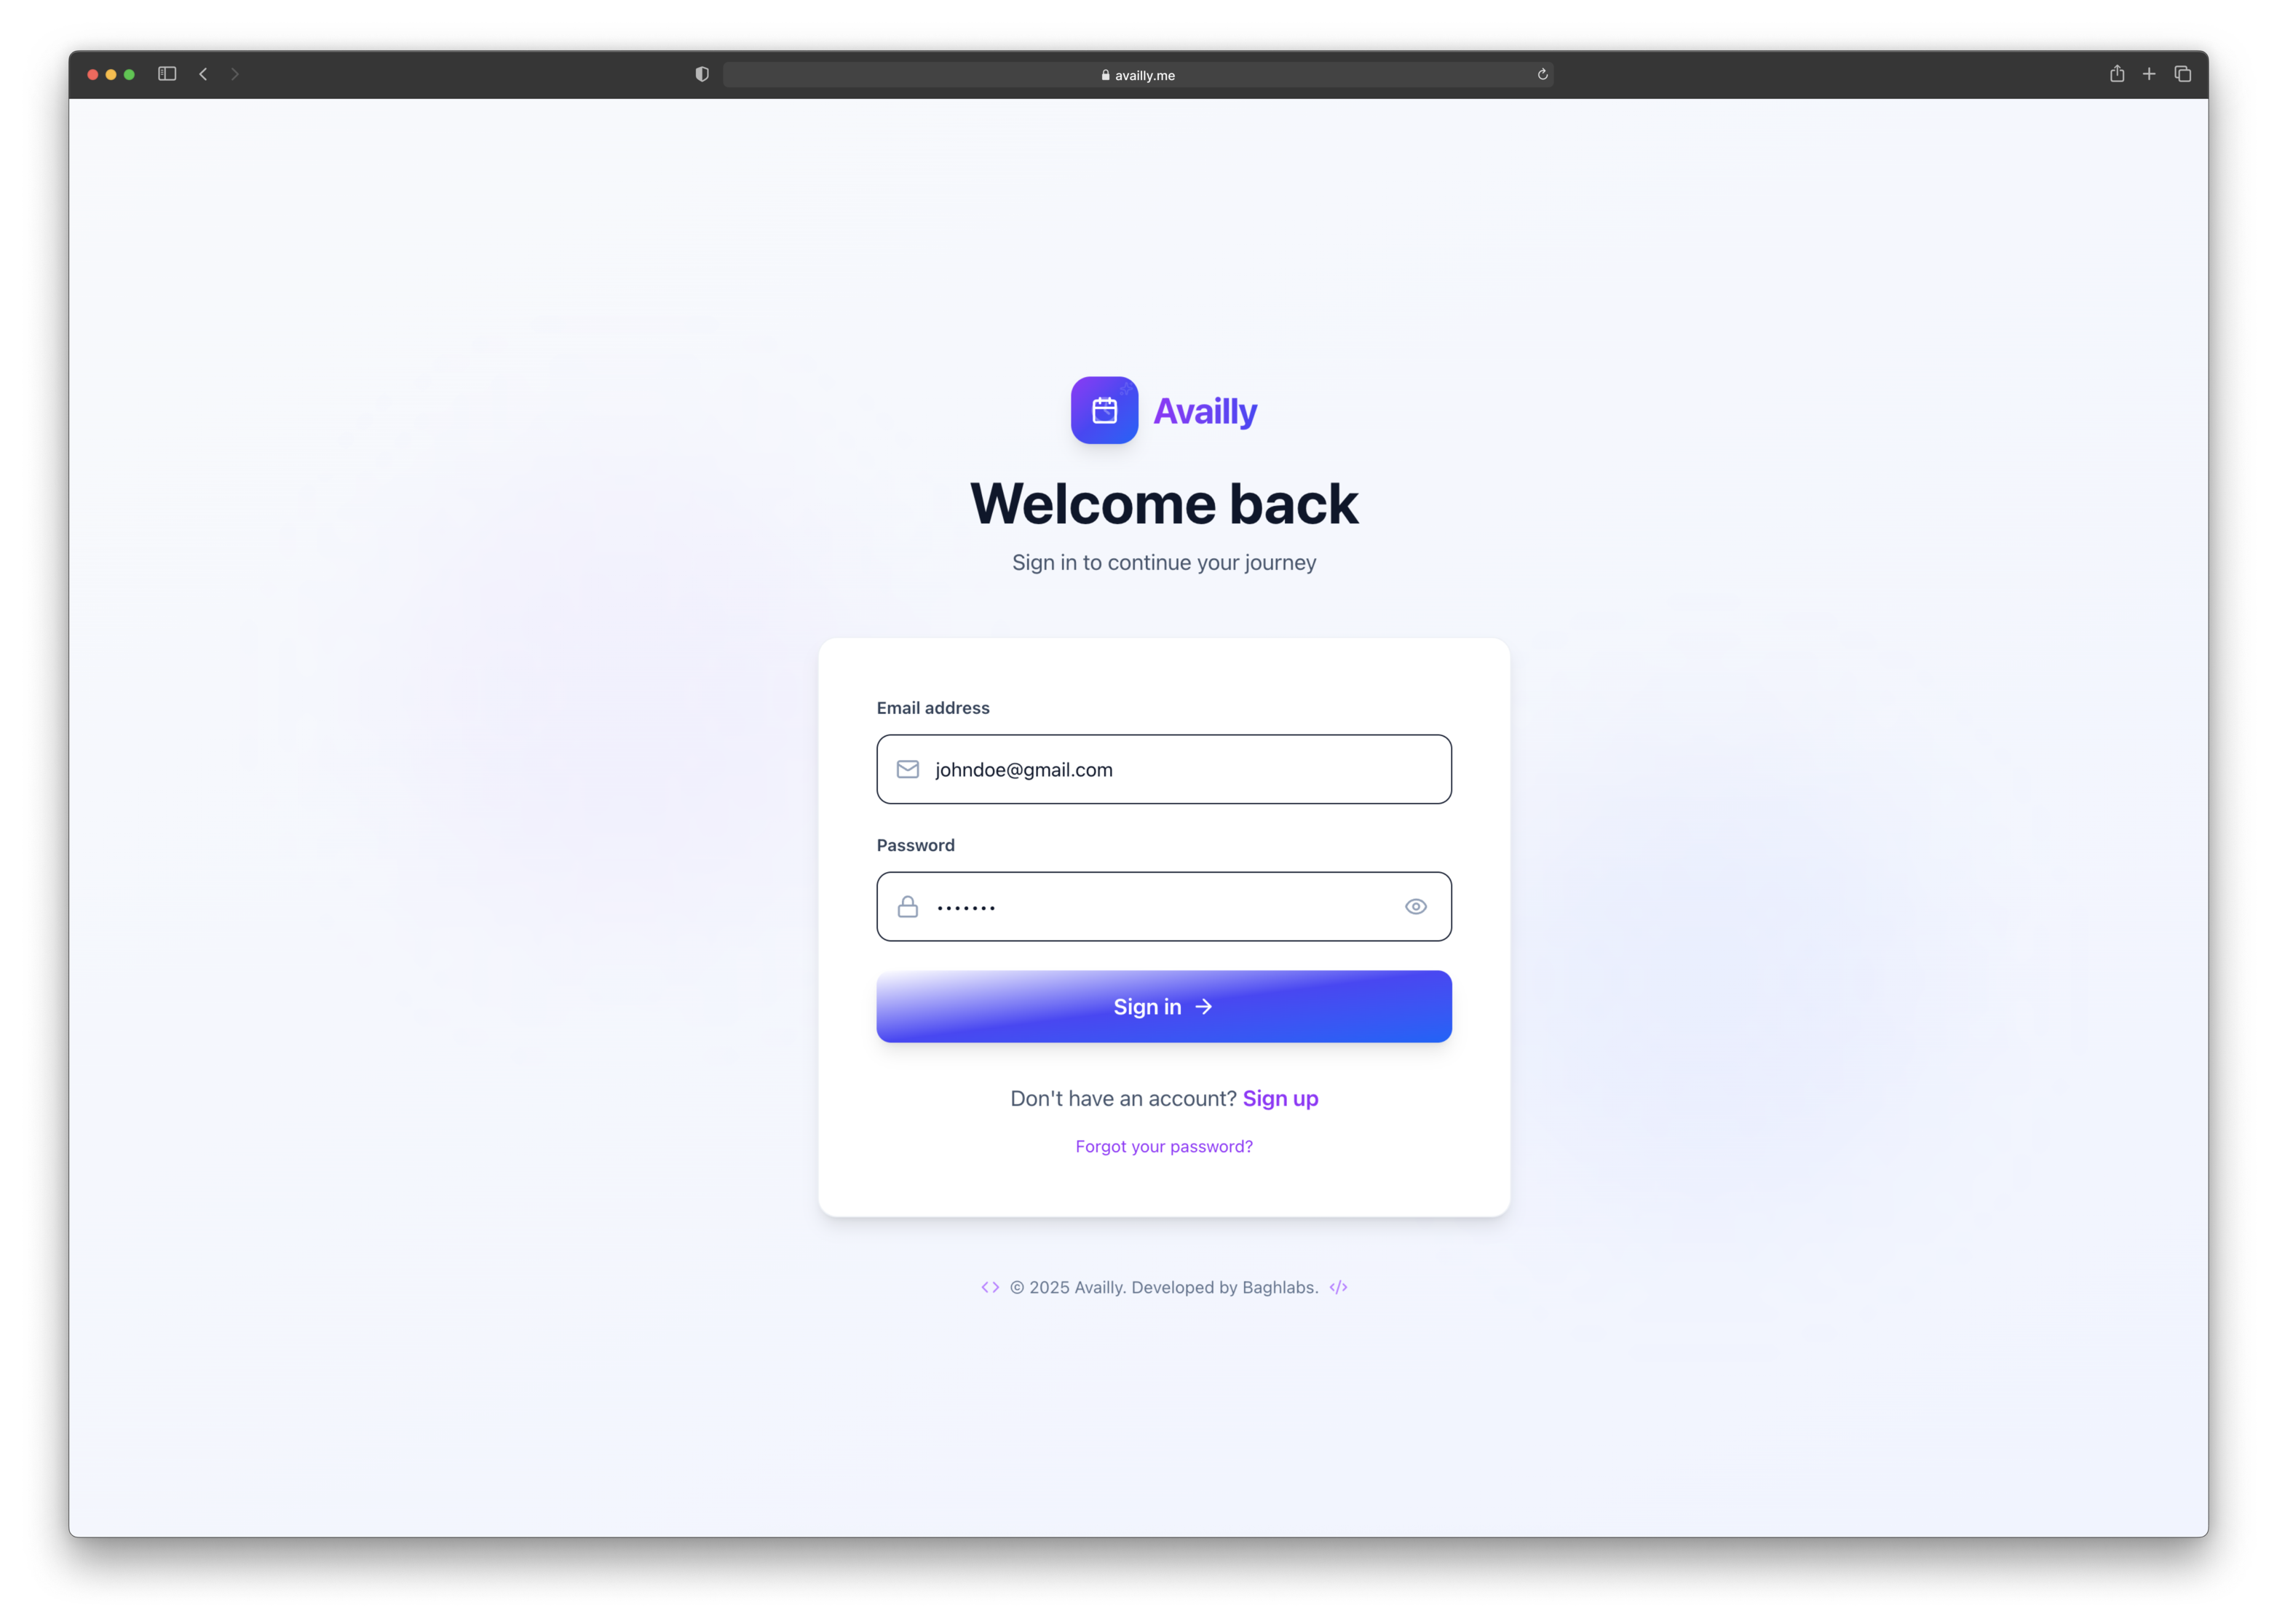 availly.me
Availly
Welcome back
Sign in to continue your journey
Email address
johndoe@gmail.com
Password
•••••••
Sign in →
Don't have an account? Sign up
Forgot your password?
<> © 2025 Availly. Developed by Baghlabs. </>